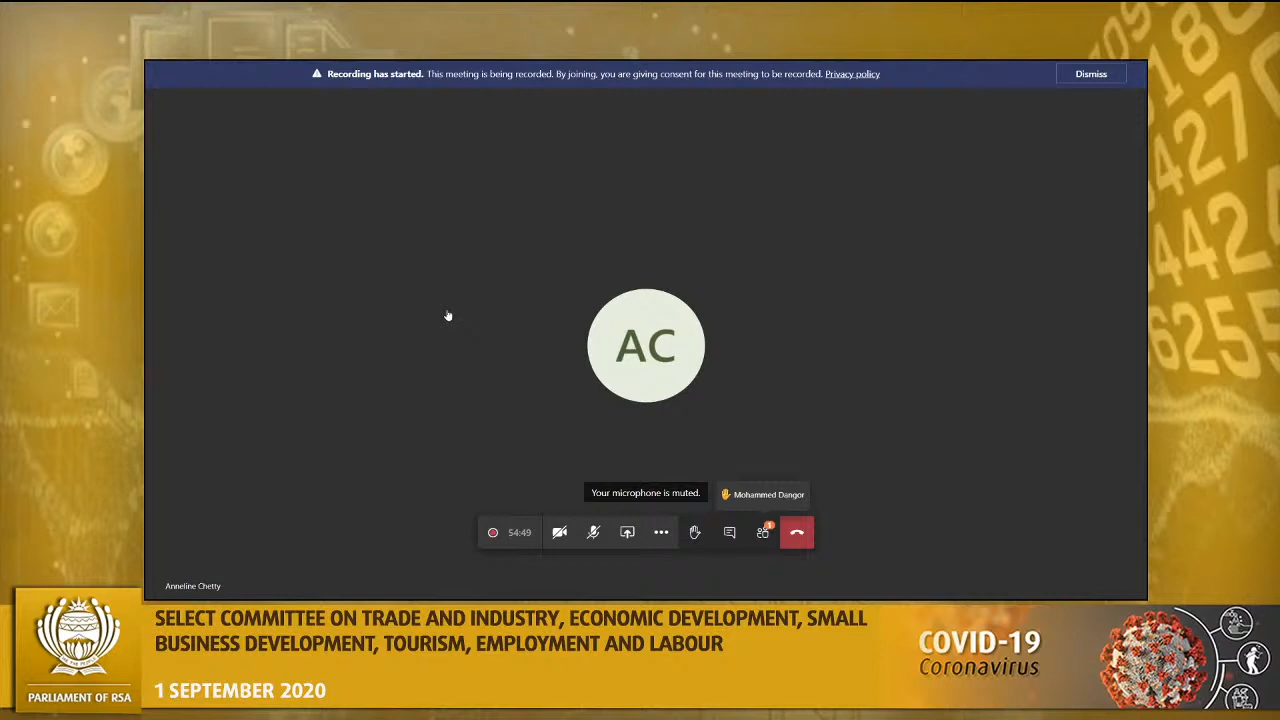 Recording has started. This meeting is being recorded. By joining, you are giving consent for this meeting to be recorded. Privacy policy
Dismiss
AC
Your microphone is muted.
Mohammed Dangor
54:49
1
Anneline Chetty
SELECT COMMITTEE ON TRADE AND INDUSTRY, ECONOMIC DEVELOPMENT, SMALL
BUSINESS DEVELOPMENT, TOURISM, EMPLOYMENT AND LABOUR
1 SEPTEMBER 2020
PARLIAMENT OF RSA
COVID-19
Coronavirus